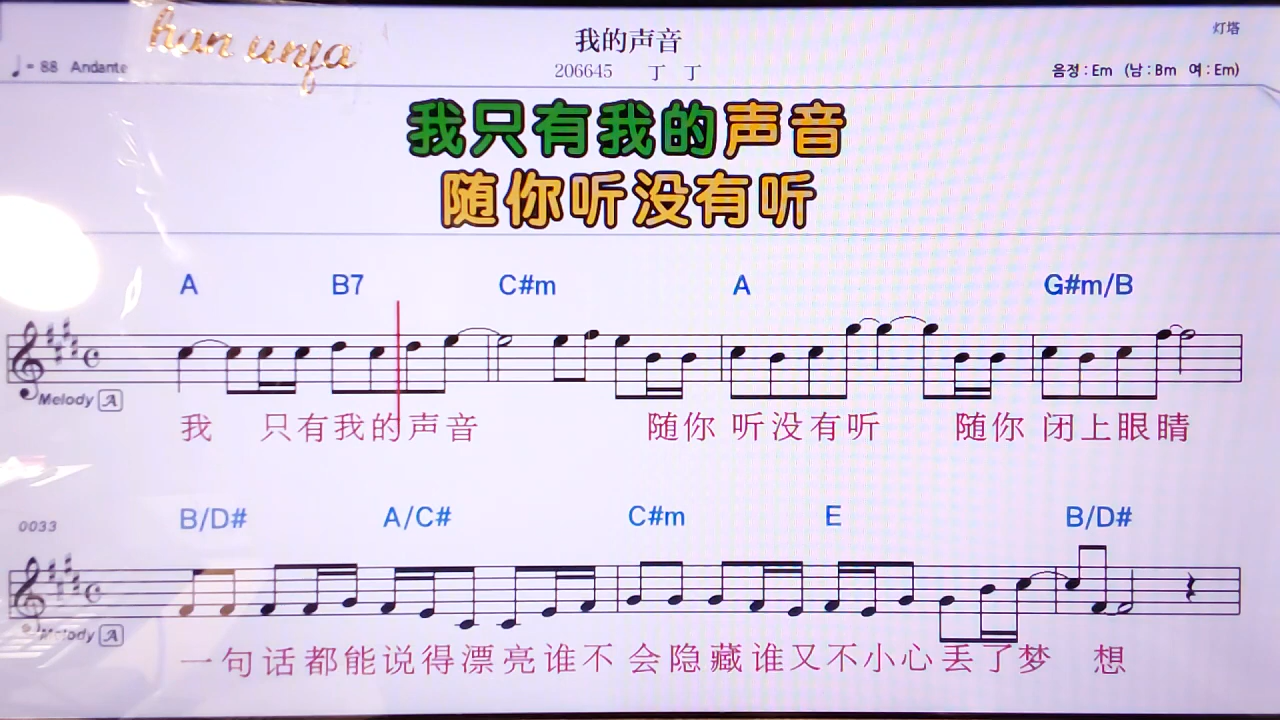 han unfa
我的声音
灯塔
♩= 88 Andante
206645 丁 丁
음정 : Em (남 : Bm 여 : Em)
我只有我的声音
随你听没有听
A B7 C#m A G#m/B
Melody A
我 只有我的声音 随你 听没有听 随你 闭上眼睛
0033
B/D# A/C# C#m E B/D#
Melody A
一句话都能说得漂亮谁不 会隐藏谁又不小心丢了梦 想